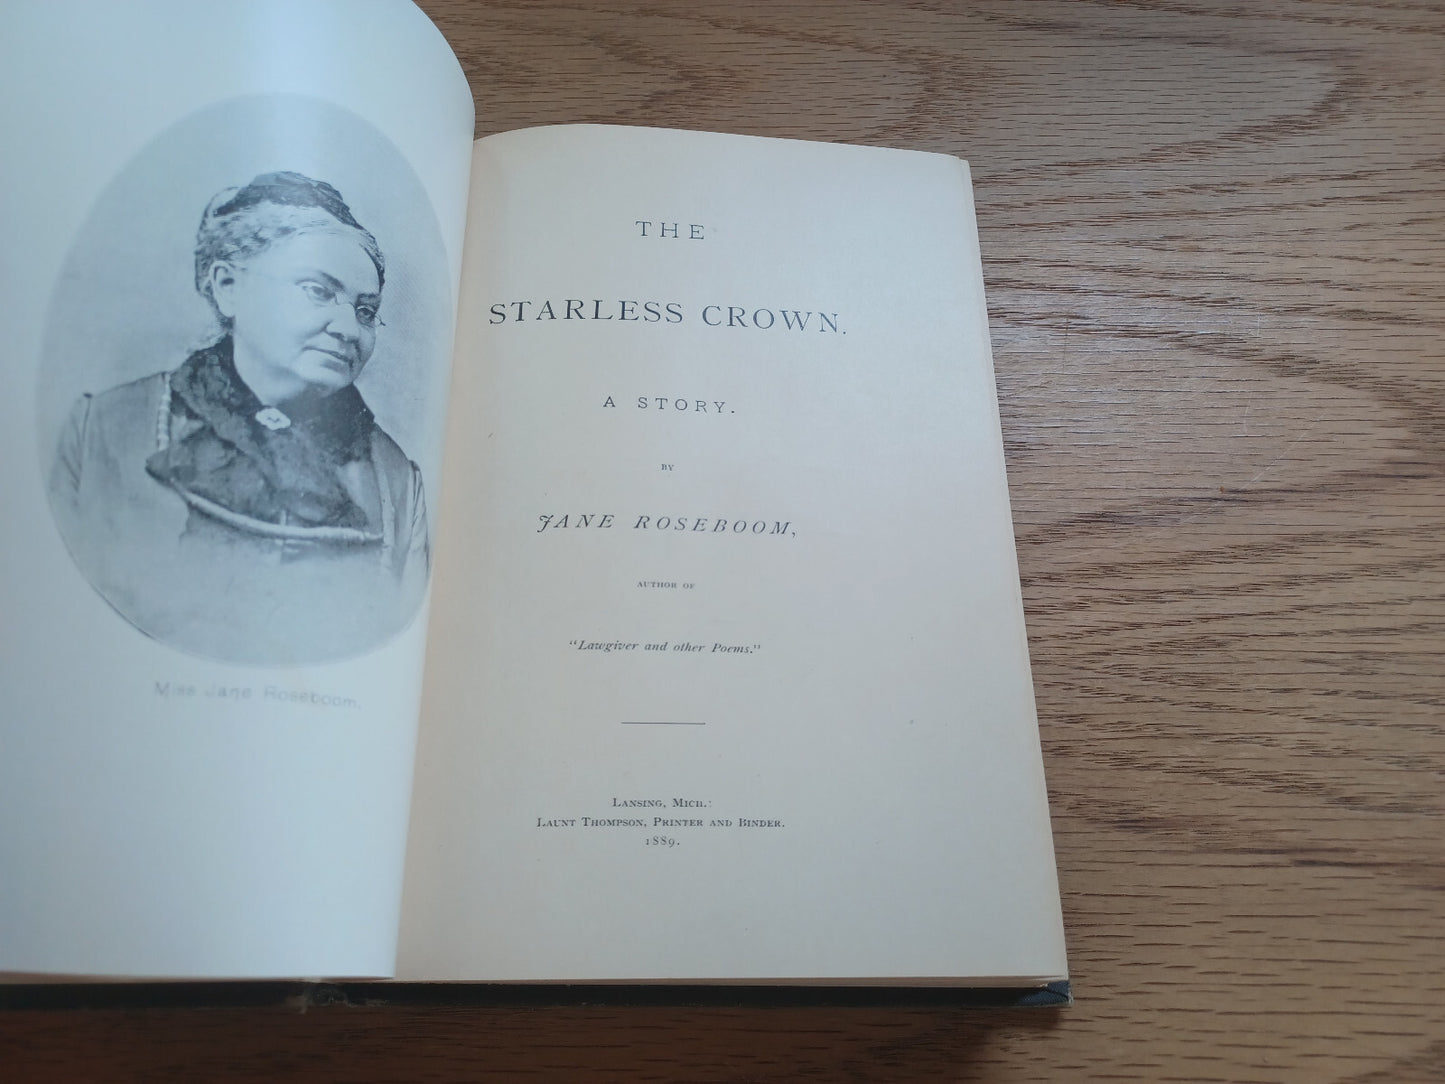 Miss Jane Roseboom.
THE
STARLESS CROWN.
A STORY.
BY
JANE ROSEBOOM,
AUTHOR OF
"Lawgiver and other Poems."
LANSING, MICH.:
LAUNT THOMPSON, PRINTER AND BINDER.
1889.